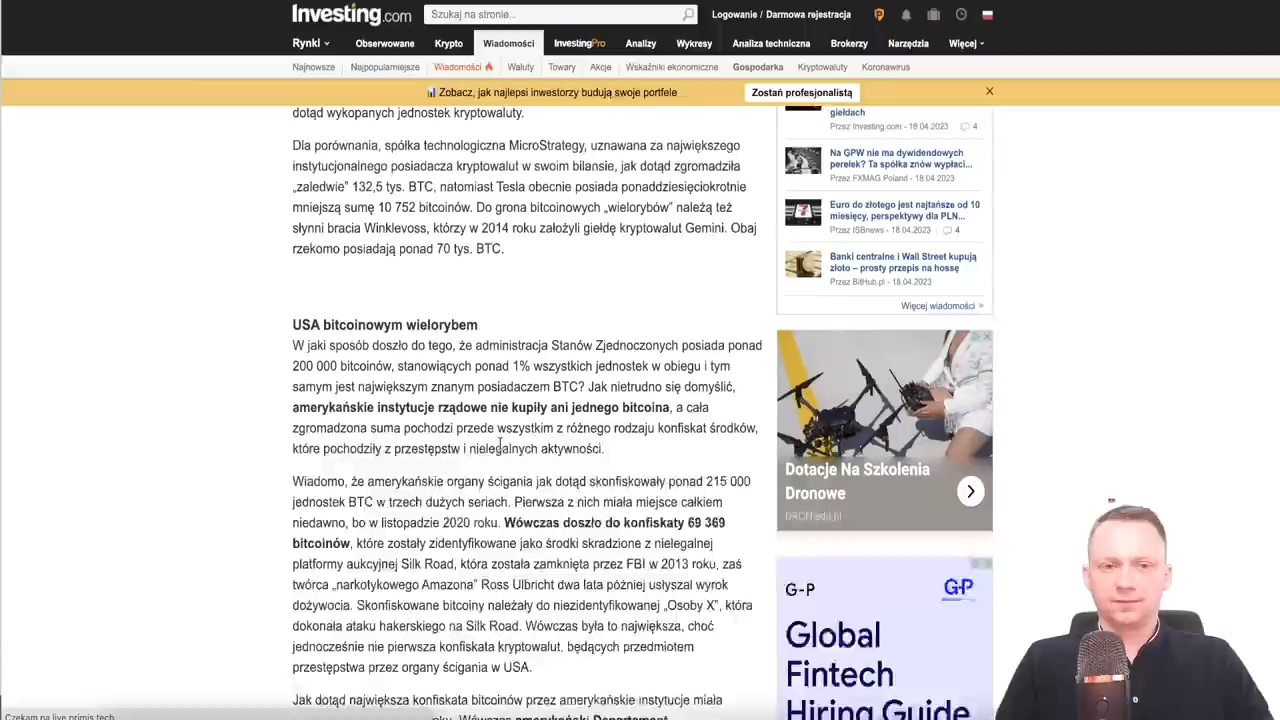 Investing.com
Szukaj na stronie...
Logowanie / Darmowa rejestracja
Rynki
Obserwowane
Krypto
Wiadomości
InvestingPro
Analizy
Wykresy
Analiza techniczna
Brokerzy
Narzędzia
Więcej
Najnowsze
Najpopularniejsze
Wiadomości
Waluty
Towary
Akcje
Wskaźniki ekonomiczne
Gospodarka
Kryptowaluty
Koronawirus
Zobacz, jak najlepsi inwestorzy budują swoje portfele
Zostań profesjonalistą
dotąd wykopanych jednostek kryptowaluty.
Dla porównania, spółka technologiczna MicroStrategy, uznawana za największego
instytucjonalnego posiadacza kryptowalut w swoim bilansie, jak dotąd zgromadziła
„zaledwie” 132,5 tys. BTC, natomiast Tesla obecnie posiada ponaddziesięciokrotnie
mniejszą sumę 10 752 bitcoinów. Do grona bitcoinowych „wielorybów” należą też
słynni bracia Winklevoss, którzy w 2014 roku założyli giełdę kryptowalut Gemini. Obaj
rzekomo posiadają ponad 70 tys. BTC.
USA bitcoinowym wielorybem
W jaki sposób doszło do tego, że administracja Stanów Zjednoczonych posiada ponad
200 000 bitcoinów, stanowiących ponad 1% wszystkich jednostek w obiegu i tym
samym jest największym znanym posiadaczem BTC? Jak nietrudno się domyślić,
amerykańskie instytucje rządowe nie kupiły ani jednego bitcoina, a cała
zgromadzona suma pochodzi przede wszystkim z różnego rodzaju konfiskat środków,
które pochodziły z przestępstw i nielegalnych aktywności.
Wiadomo, że amerykańskie organy ścigania jak dotąd skonfiskowały ponad 215 000
jednostek BTC w trzech dużych seriach. Pierwsza z nich miała miejsce całkiem
niedawno, bo w listopadzie 2020 roku. Wówczas doszło do konfiskaty 69 369
bitcoinów, które zostały zidentyfikowane jako środki skradzione z nielegalnej
platformy aukcyjnej Silk Road, która została zamknięta przez FBI w 2013 roku, zaś
twórca „narkotykowego Amazona” Ross Ulbricht dwa lata później usłyszał wyrok
dożywocia. Skonfiskowane bitcoiny należały do niezidentyfikowanej „Osoby X”, która
dokonała ataku hakerskiego na Silk Road. Wówczas była to największa, choć
jednocześnie nie pierwsza konfiskata kryptowalut, będących przedmiotem
przestępstwa przez organy ścigania w USA.
Jak dotąd największa konfiskata bitcoinów przez amerykańskie instytucje miała
roku. Wówczas amerykański Departament
giełdach
Przez Investing.com - 18.04.2023
4
Na GPW nie ma dywidendowych
perełek? Ta spółka znów wypłaci...
Przez FXMAG Poland - 18.04.2023
Euro do złotego jest najtańsze od 10
miesięcy, perspektywy dla PLN...
Przez ISBnews - 18.04.2023
4
Banki centralne i Wall Street kupują
złoto – prosty przepis na hossę
Przez BitHub.pl - 18.04.2023
Więcej wiadomości »
Dotacje Na Szkolenia
Dronowe
G-P
G-P
Global
Fintech
Hiring Guide
Czekam na live.primis.tech